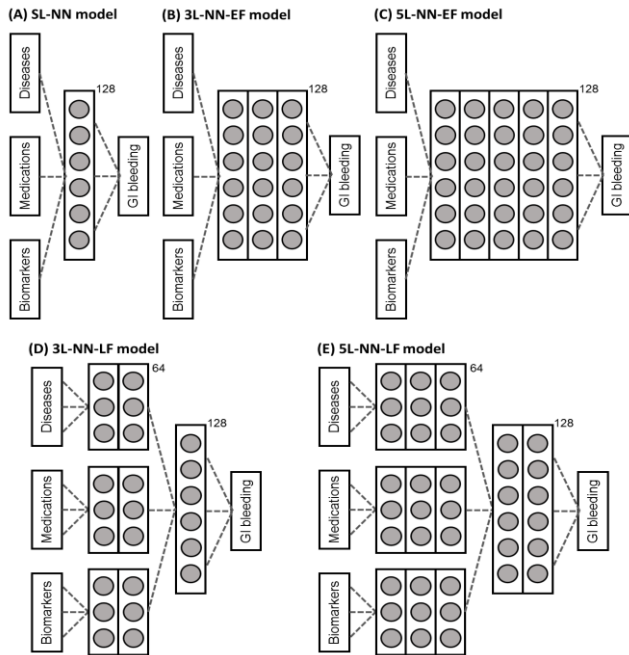 (A) SL-NN model
(B) 3L-NN-EF model
(C) 5L-NN-EF model
Diseases
Medications
Biomarkers
128
GI bleeding
Diseases
Medications
Biomarkers
128
GI bleeding
Diseases
Medications
Biomarkers
128
GI bleeding
(D) 3L-NN-LF model
(E) 5L-NN-LF model
Diseases
Medications
Biomarkers
64
128
GI bleeding
Diseases
Medications
Biomarkers
64
128
GI bleeding